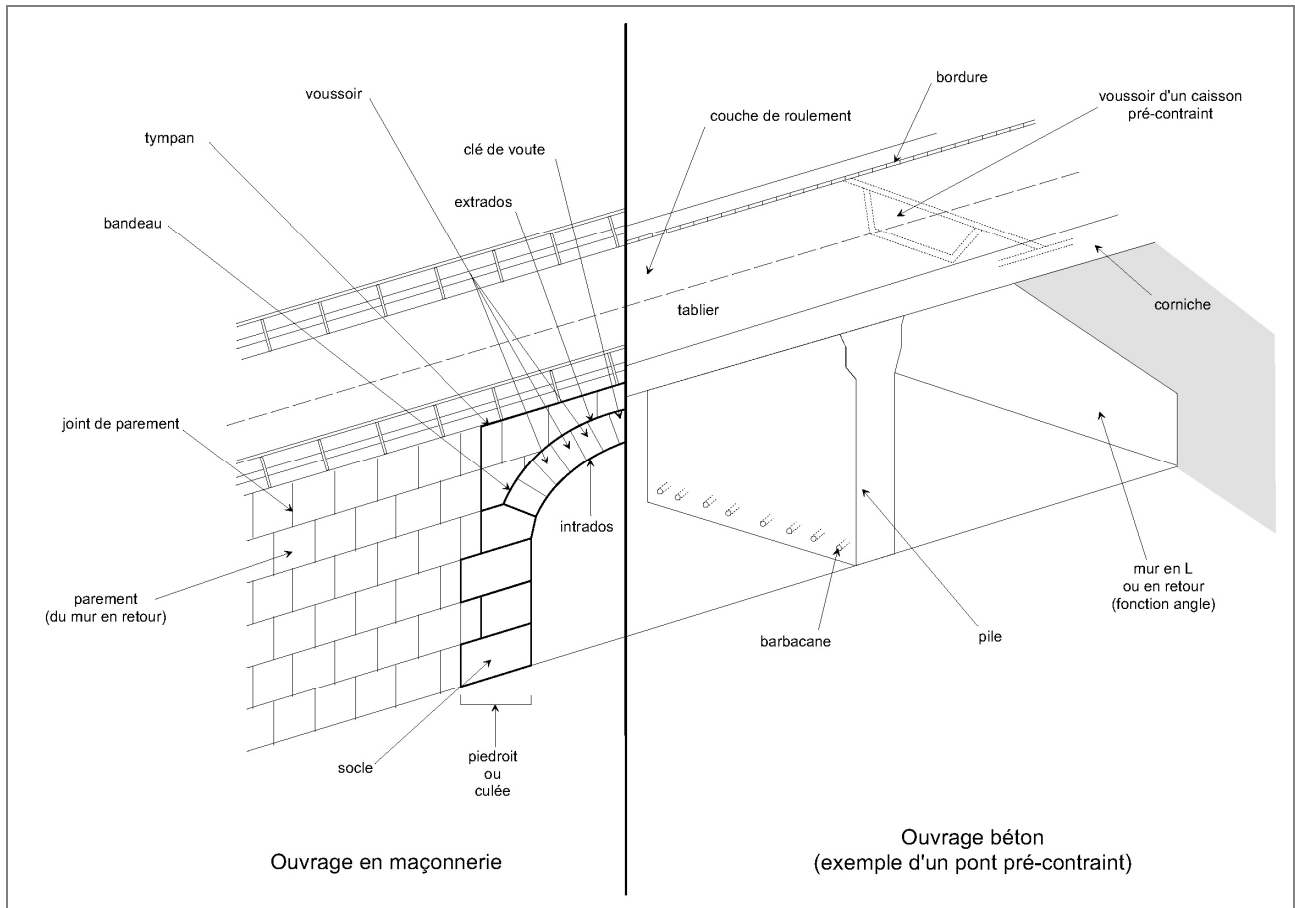 voussoir
tympan
clé de voute
extrados
bandeau
joint de parement
intrados
parement
(du mur en retour)
socle
piedroit
ou
culée
Ouvrage en maçonnerie
bordure
voussoir d'un caisson
pré-contraint
couche de roulement
tablier
corniche
mur en L
ou en retour
(fonction angle)
pile
barbacane
Ouvrage béton
(exemple d'un pont pré-contraint)